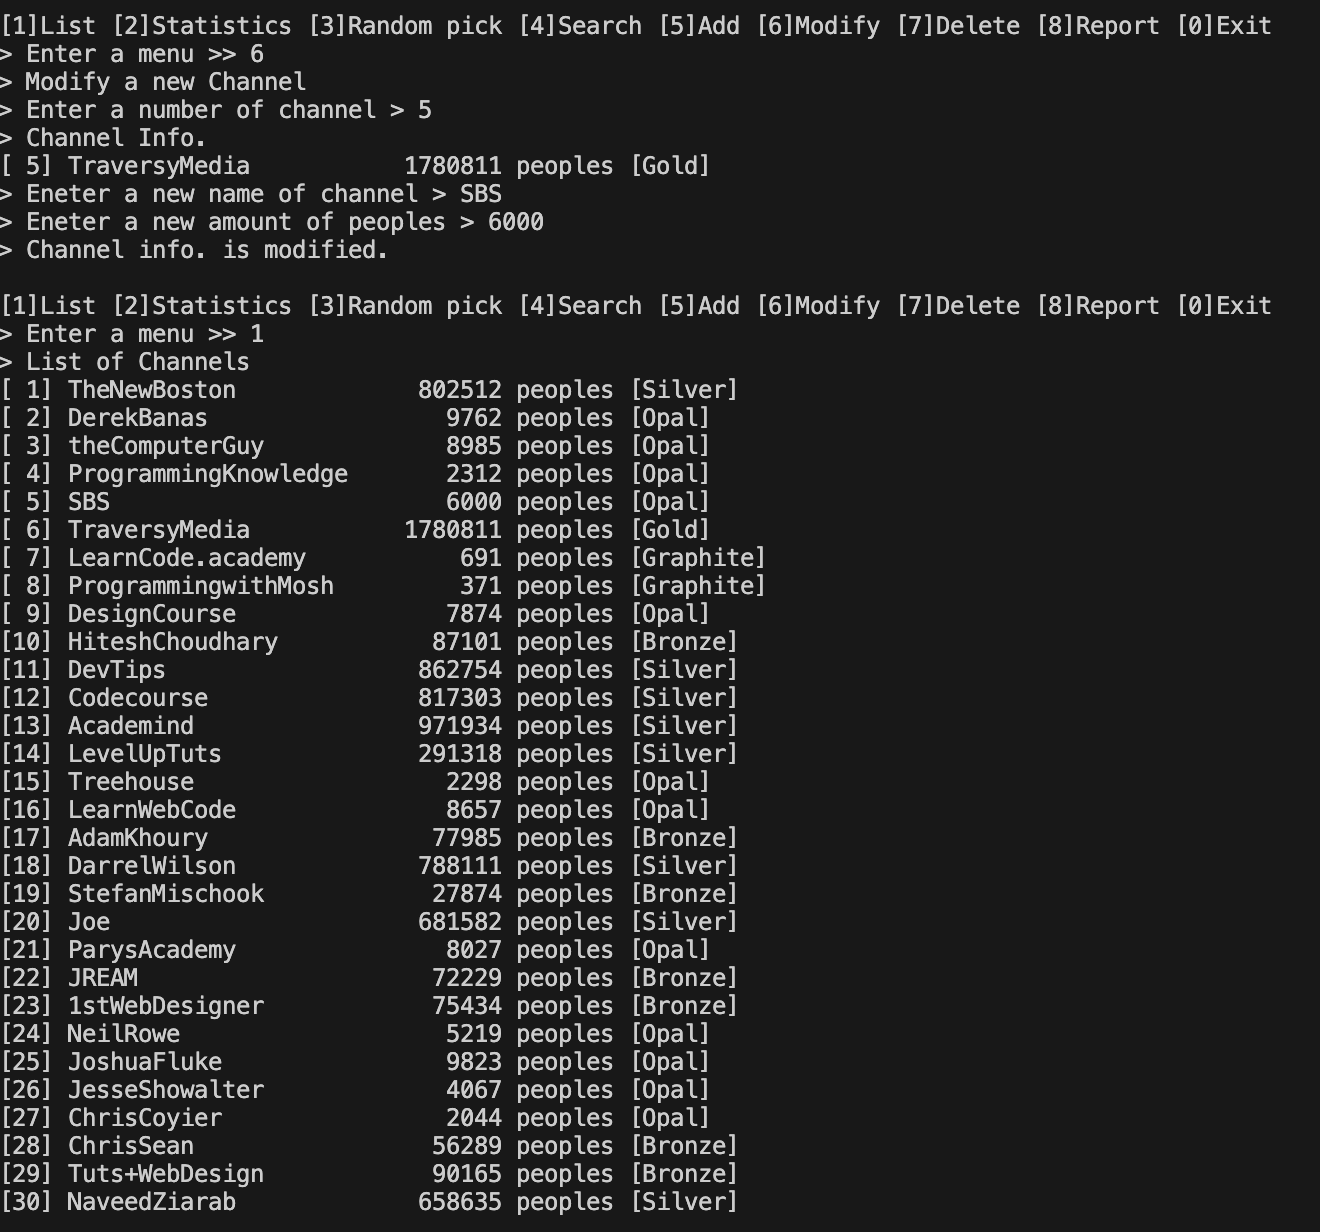 [1]List [2]Statistics [3]Random pick [4]Search [5]Add [6]Modify [7]Delete [8]Report [0]Exit
> Enter a menu >> 6
> Modify a new Channel
> Enter a number of channel > 5
> Channel Info.
[ 5] TraversyMedia           1780811 peoples [Gold]
> Eneter a new name of channel > SBS
> Eneter a new amount of peoples > 6000
> Channel info. is modified.

[1]List [2]Statistics [3]Random pick [4]Search [5]Add [6]Modify [7]Delete [8]Report [0]Exit
> Enter a menu >> 1
> List of Channels
[ 1] TheNewBoston             802512 peoples [Silver]
[ 2] DerekBanas                 9762 peoples [Opal]
[ 3] theComputerGuy             8985 peoples [Opal]
[ 4] ProgrammingKnowledge       2312 peoples [Opal]
[ 5] SBS                        6000 peoples [Opal]
[ 6] TraversyMedia           1780811 peoples [Gold]
[ 7] LearnCode.academy           691 peoples [Graphite]
[ 8] ProgrammingwithMosh         371 peoples [Graphite]
[ 9] DesignCourse               7874 peoples [Opal]
[10] HiteshChoudhary           87101 peoples [Bronze]
[11] DevTips                  862754 peoples [Silver]
[12] Codecourse               817303 peoples [Silver]
[13] Academind                971934 peoples [Silver]
[14] LevelUpTuts              291318 peoples [Silver]
[15] Treehouse                  2298 peoples [Opal]
[16] LearnWebCode               8657 peoples [Opal]
[17] AdamKhoury                77985 peoples [Bronze]
[18] DarrelWilson             788111 peoples [Silver]
[19] StefanMischook            27874 peoples [Bronze]
[20] Joe                      681582 peoples [Silver]
[21] ParysAcademy               8027 peoples [Opal]
[22] JREAM                     72229 peoples [Bronze]
[23] 1stWebDesigner            75434 peoples [Bronze]
[24] NeilRowe                   5219 peoples [Opal]
[25] JoshuaFluke                9823 peoples [Opal]
[26] JesseShowalter             4067 peoples [Opal]
[27] ChrisCoyier                2044 peoples [Opal]
[28] ChrisSean                 56289 peoples [Bronze]
[29] Tuts+WebDesign            90165 peoples [Bronze]
[30] NaveedZiarab             658635 peoples [Silver]